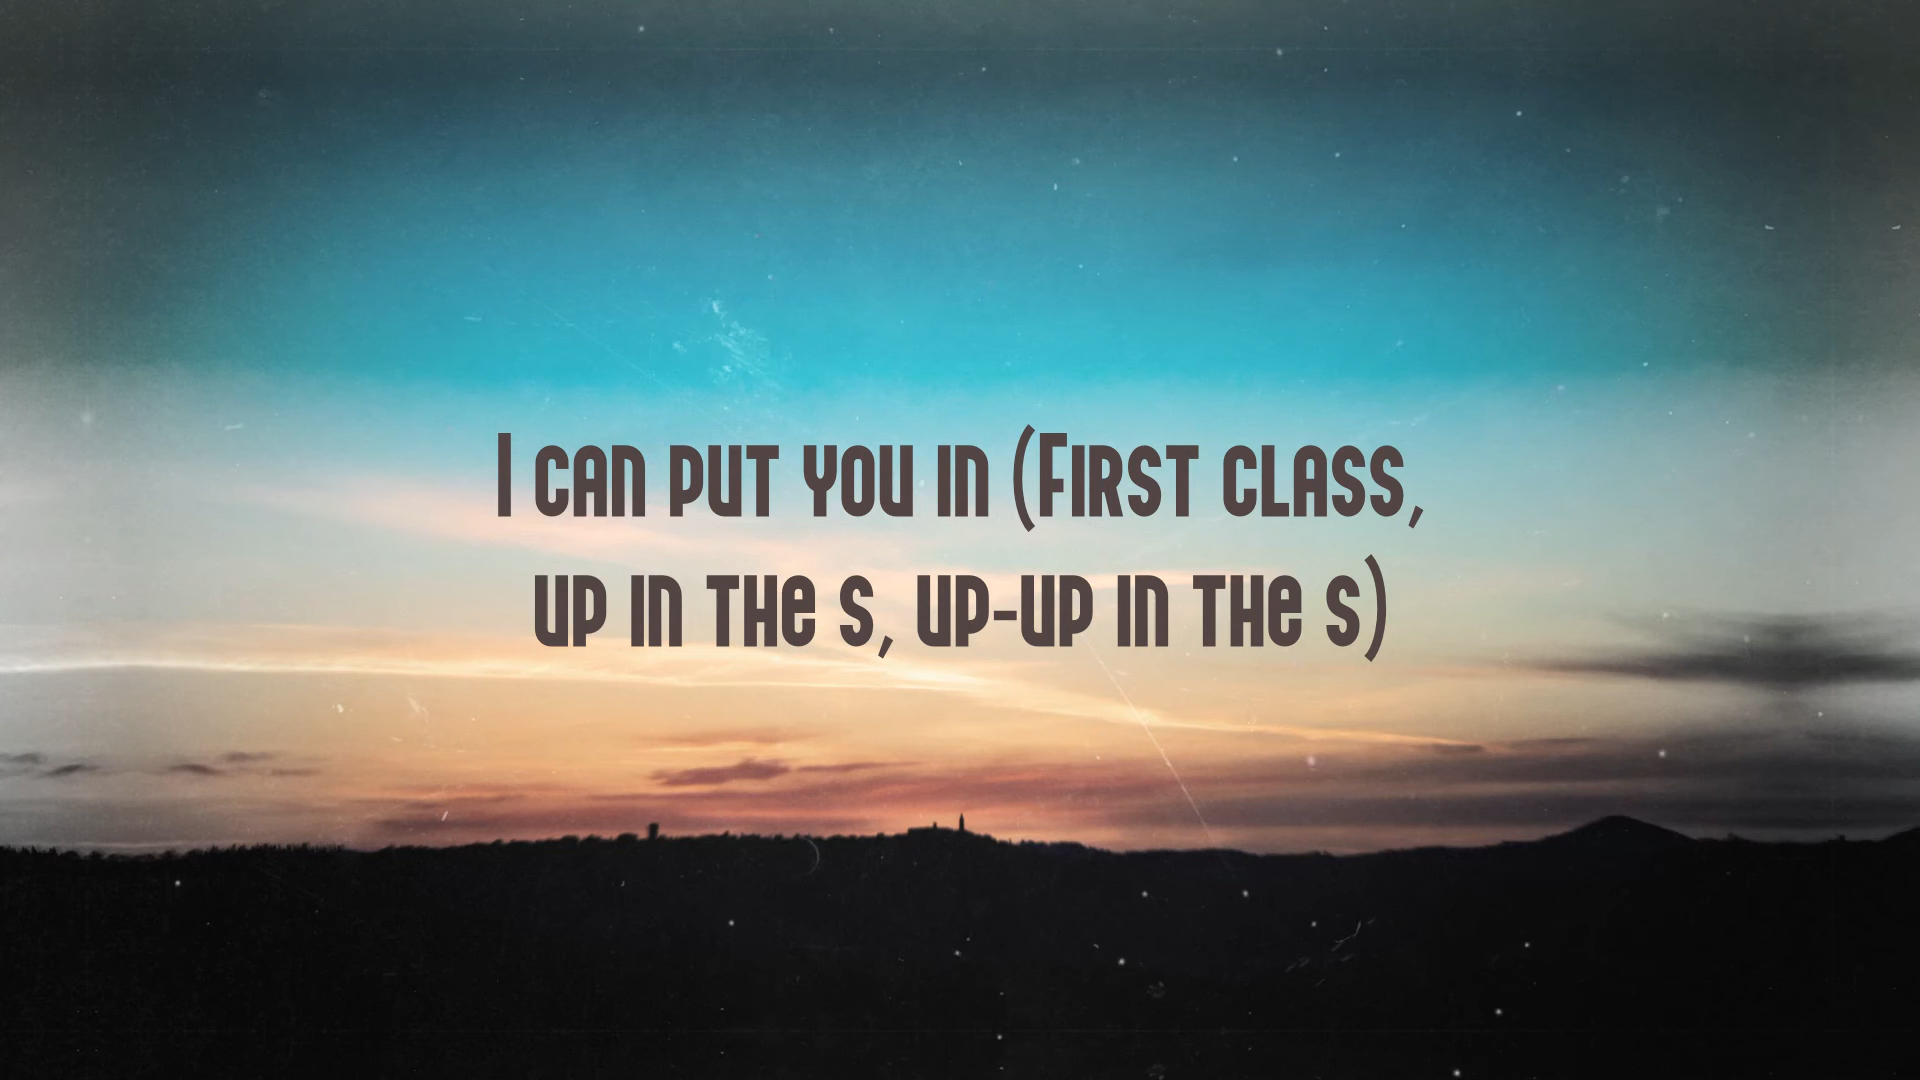 I can put you in (First class,
up in the s, up-up in the s)